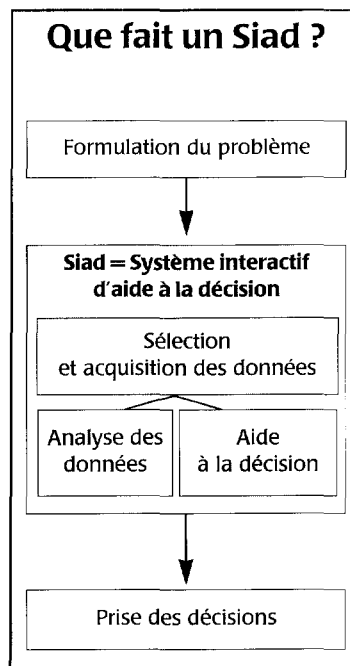 Que fait un Siad ?
Formulation du problème
Siad = Système interactif
d'aide à la décision
Sélection
et acquisition des données
Analyse des
données
Aide
à la décision
Prise des décisions